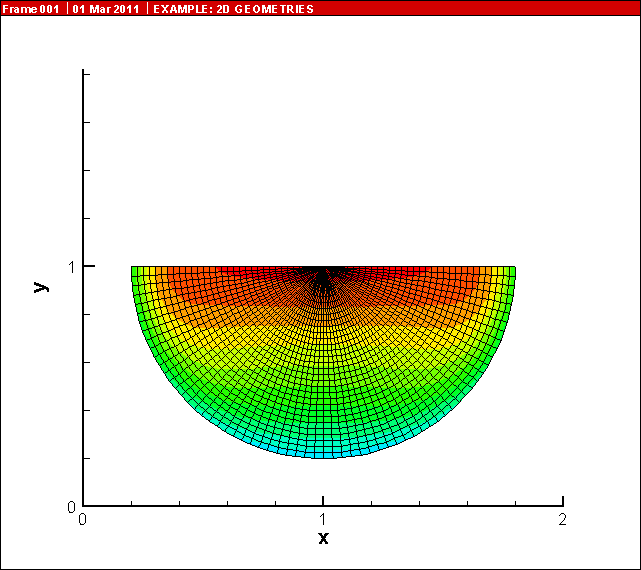 Frame 001 | 01 Mar 2011 | EXAMPLE: 2D GEOMETRIES
1
y
0
0 1 2
x